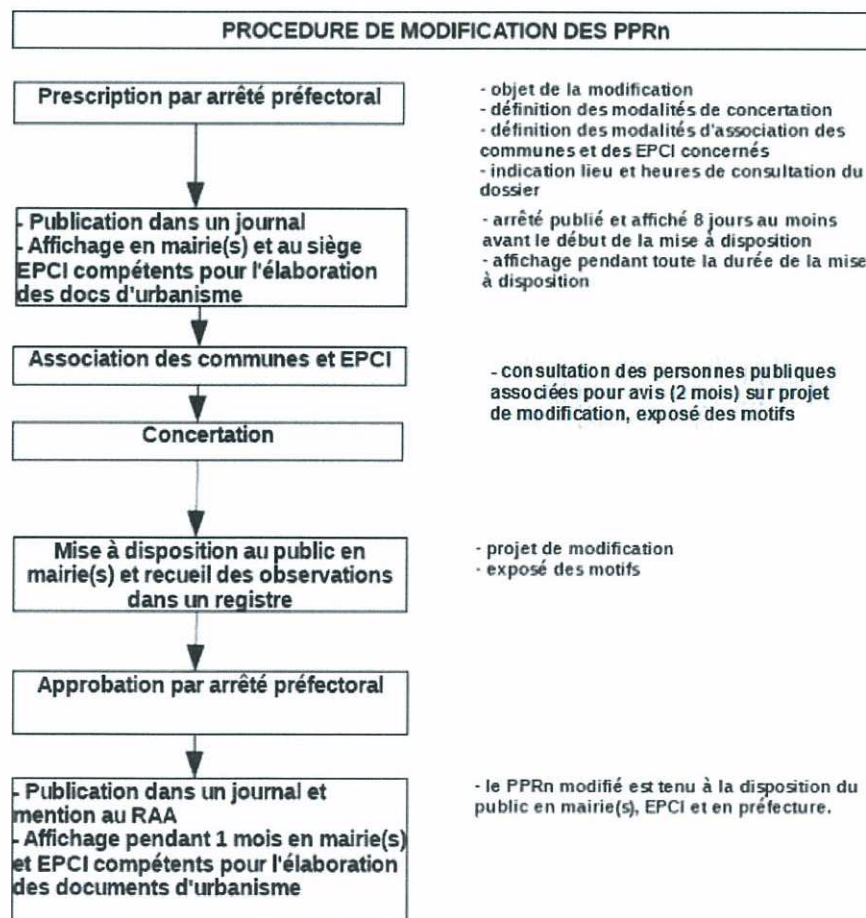 PROCEDURE DE MODIFICATION DES PPRn
Prescription par arrêté préfectoral
- objet de la modification
- définition des modalités de concertation
- définition des modalités d'association des
communes et des EPCI concernés
- indication lieu et heures de consultation du
dossier
- Publication dans un journal
- Affichage en mairie(s) et au siège
EPCI compétents pour l'élaboration
des docs d'urbanisme
- arrêté publié et affiché 8 jours au moins
avant le début de la mise à disposition
- affichage pendant toute la durée de la mise
à disposition
Association des communes et EPCI
- consultation des personnes publiques
associées pour avis (2 mois) sur projet
de modification, exposé des motifs
Concertation
Mise à disposition au public en
mairie(s) et recueil des observations
dans un registre
- projet de modification
- exposé des motifs
Approbation par arrêté préfectoral
- Publication dans un journal et
mention au RAA
- Affichage pendant 1 mois en mairie(s)
et EPCI compétents pour l'élaboration
des documents d'urbanisme
- le PPRn modifié est tenu à la disposition du
public en mairie(s), EPCI et en préfecture.